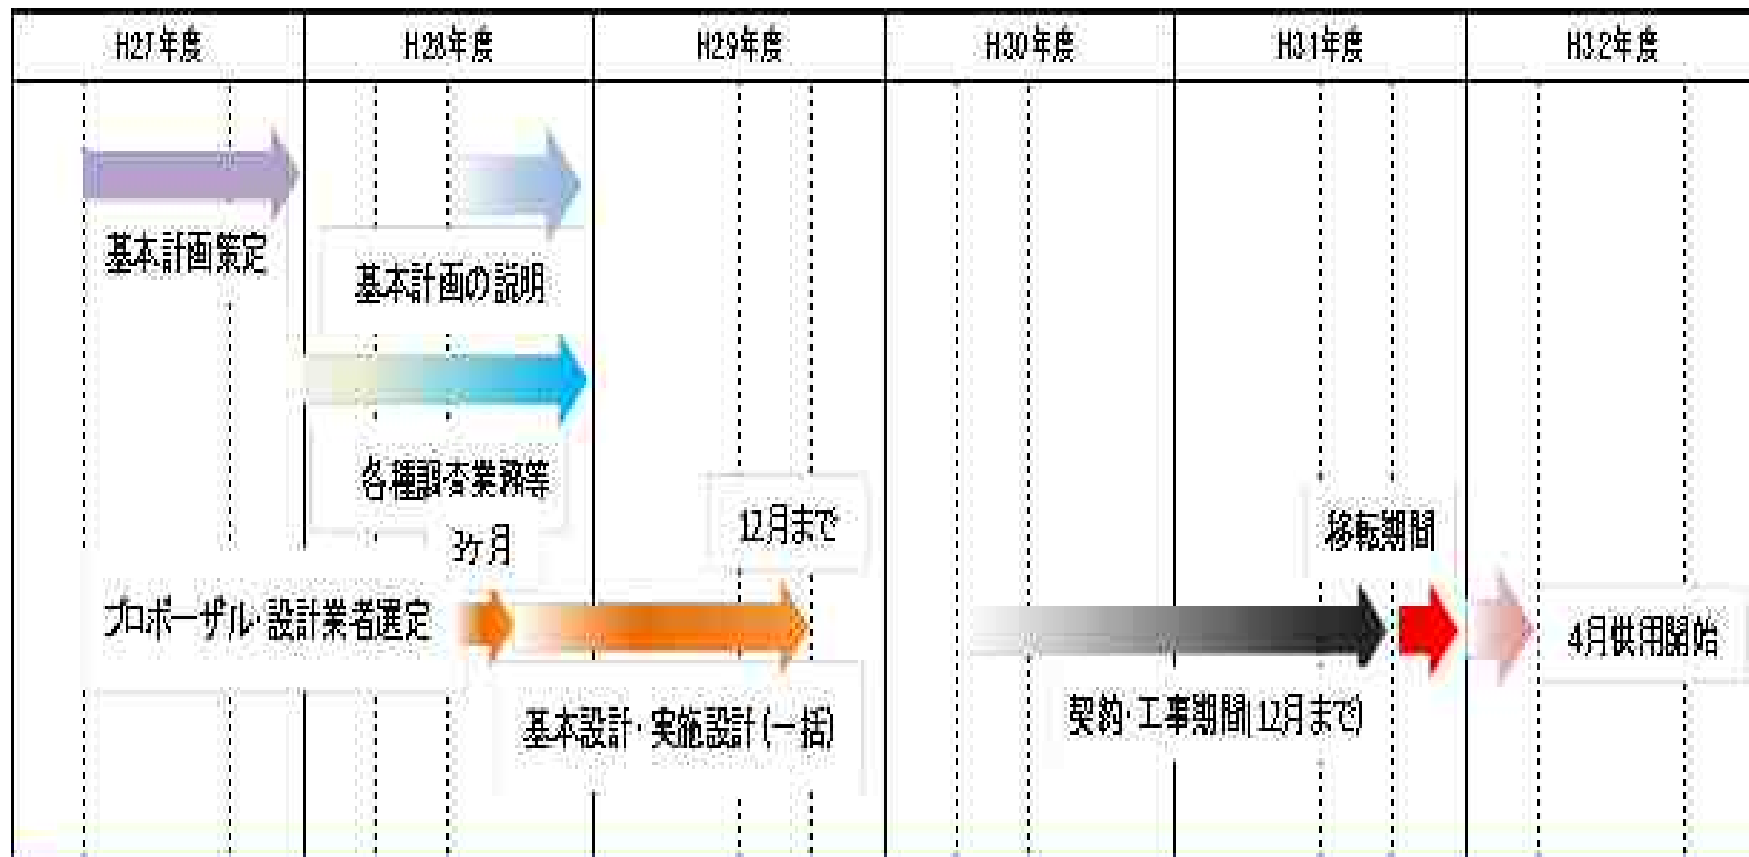 H27年度
H28年度
H29年度
H30年度
H31年度
H32年度
基本計画策定
基本計画の説明
各種調査業務等
3ケ月
12月まで
移転期間
プロポーザル・設計業者選定
4月供用開始
基本設計・実施設計(一括)
契約・工事期間(12月まで)